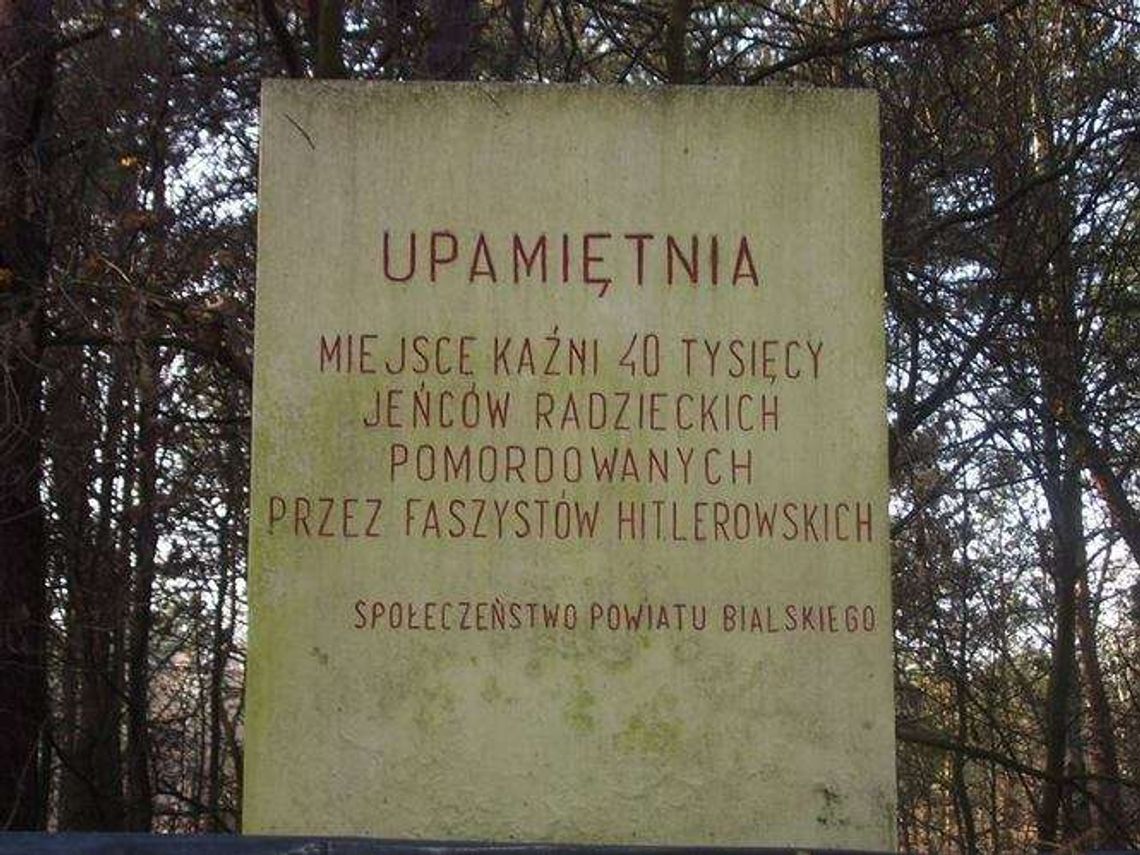 UPAMIĘTNIA
MIEJSCE KAŹNI 40 TYSIĘCY
JEŃCÓW RADZIECKICH
POMORDOWANYCH
PRZEZ FASZYSTÓW HITLEROWSKICH
SPOŁECZEŃSTWO POWIATU BIALSKIEGO